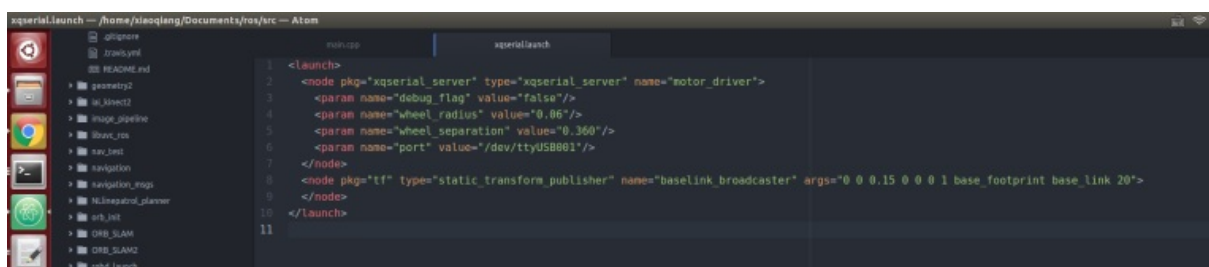 xqserial.launch — /home/xiaoqiang/Documents/ros/src — Atom
.gitignore
.travis.yml
README.md
geometry2
iai_kinect2
image_pipeline
libuvc_ros
nav_test
navigation
navigation_msgs
NLlinepatrol_planner
orb_init
ORB_SLAM
ORB_SLAM2
main.cpp
xqserial.launch
1 <launch>
2 <node pkg="xqserial_server" type="xqserial_server" name="motor_driver">
3 <param name="debug_flag" value="false"/>
4 <param name="wheel_radius" value="0.06"/>
5 <param name="wheel_separation" value="0.360"/>
6 <param name="port" value="/dev/ttyUSB001"/>
7 </node>
8 <node pkg="tf" type="static_transform_publisher" name="baselink_broadcaster" args="0 0 0.15 0 0 0 1 base_footprint base_link 20">
9 </node>
10 </launch>
11